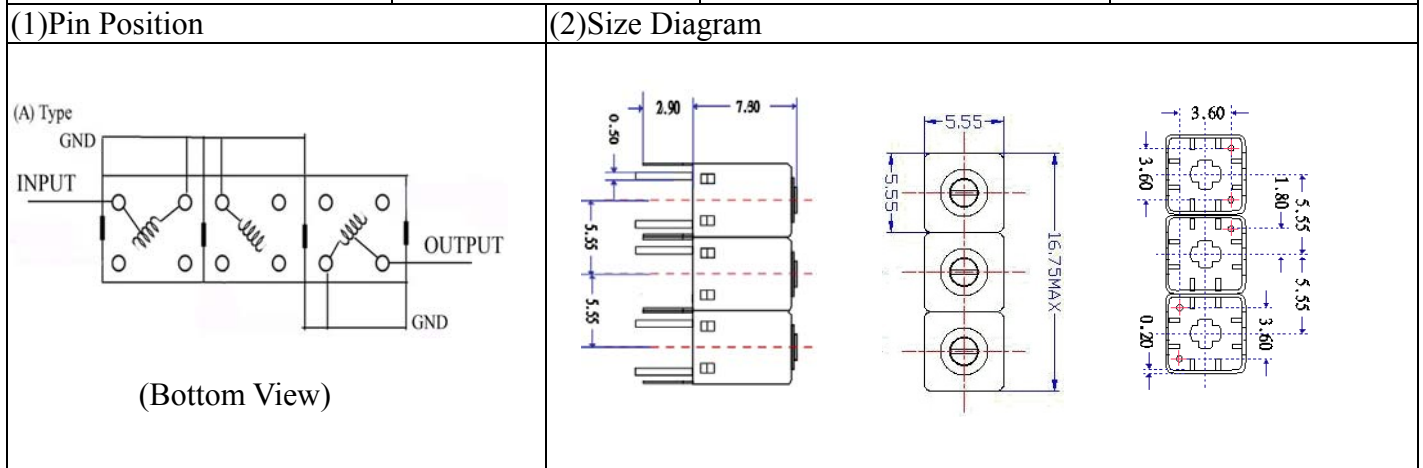 (1)Pin Position
(2)Size Diagram
(A) Type
GND
INPUT
OUTPUT
GND
(Bottom View)
2.90
7.30
0.50
5.55
5.55
5.55
5.55
16.75MAX
3.60
3.60
1.80
5.55
5.55
3.60
0.20